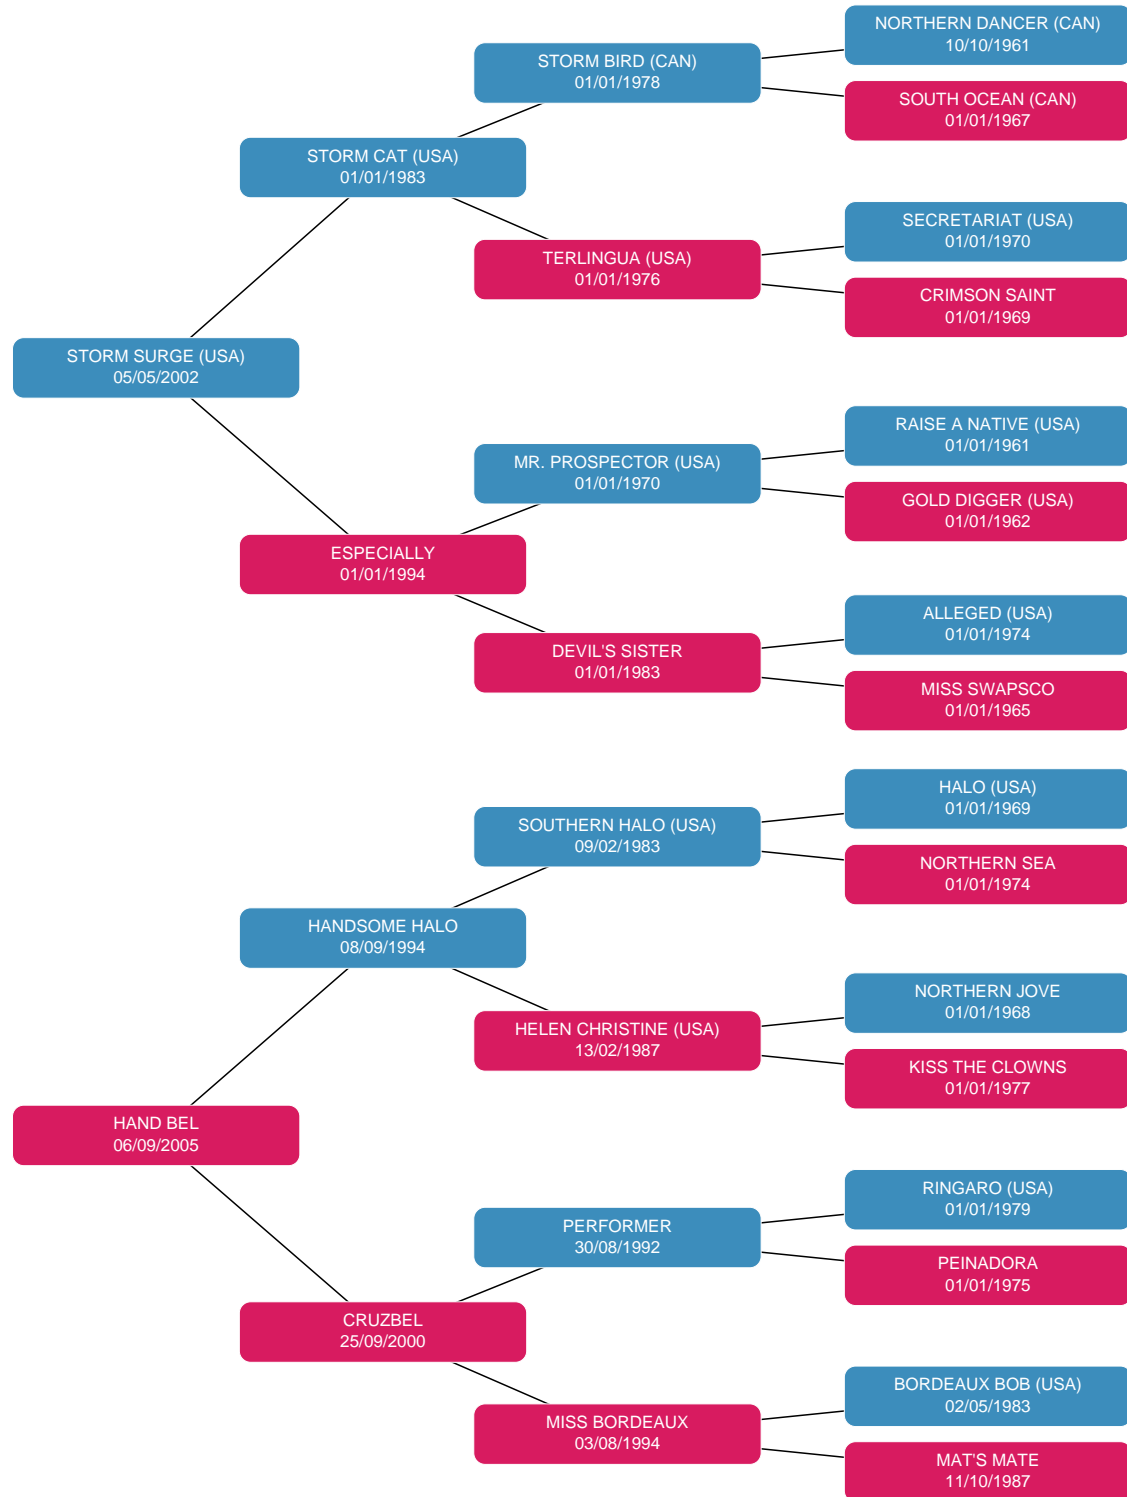 NORTHERN DANCER (CAN)
10/10/1961
STORM BIRD (CAN)
01/01/1978
SOUTH OCEAN (CAN)
01/01/1967
STORM CAT (USA)
01/01/1983
SECRETARIAT (USA)
01/01/1970
TERLINGUA (USA)
01/01/1976
CRIMSON SAINT
01/01/1969
STORM SURGE (USA)
05/05/2002
RAISE A NATIVE (USA)
01/01/1961
MR. PROSPECTOR (USA)
01/01/1970
GOLD DIGGER (USA)
01/01/1962
ESPECIALLY
01/01/1994
ALLEGED (USA)
01/01/1974
DEVIL'S SISTER
01/01/1983
MISS SWAPSCO
01/01/1965
HALO (USA)
01/01/1969
SOUTHERN HALO (USA)
09/02/1983
NORTHERN SEA
01/01/1974
HANDSOME HALO
08/09/1994
NORTHERN JOVE
01/01/1968
HELEN CHRISTINE (USA)
13/02/1987
KISS THE CLOWNS
01/01/1977
HAND BEL
06/09/2005
RINGARO (USA)
01/01/1979
PERFORMER
30/08/1992
PEINADORA
01/01/1975
CRUZBEL
25/09/2000
BORDEAUX BOB (USA)
02/05/1983
MISS BORDEAUX
03/08/1994
MAT'S MATE
11/10/1987